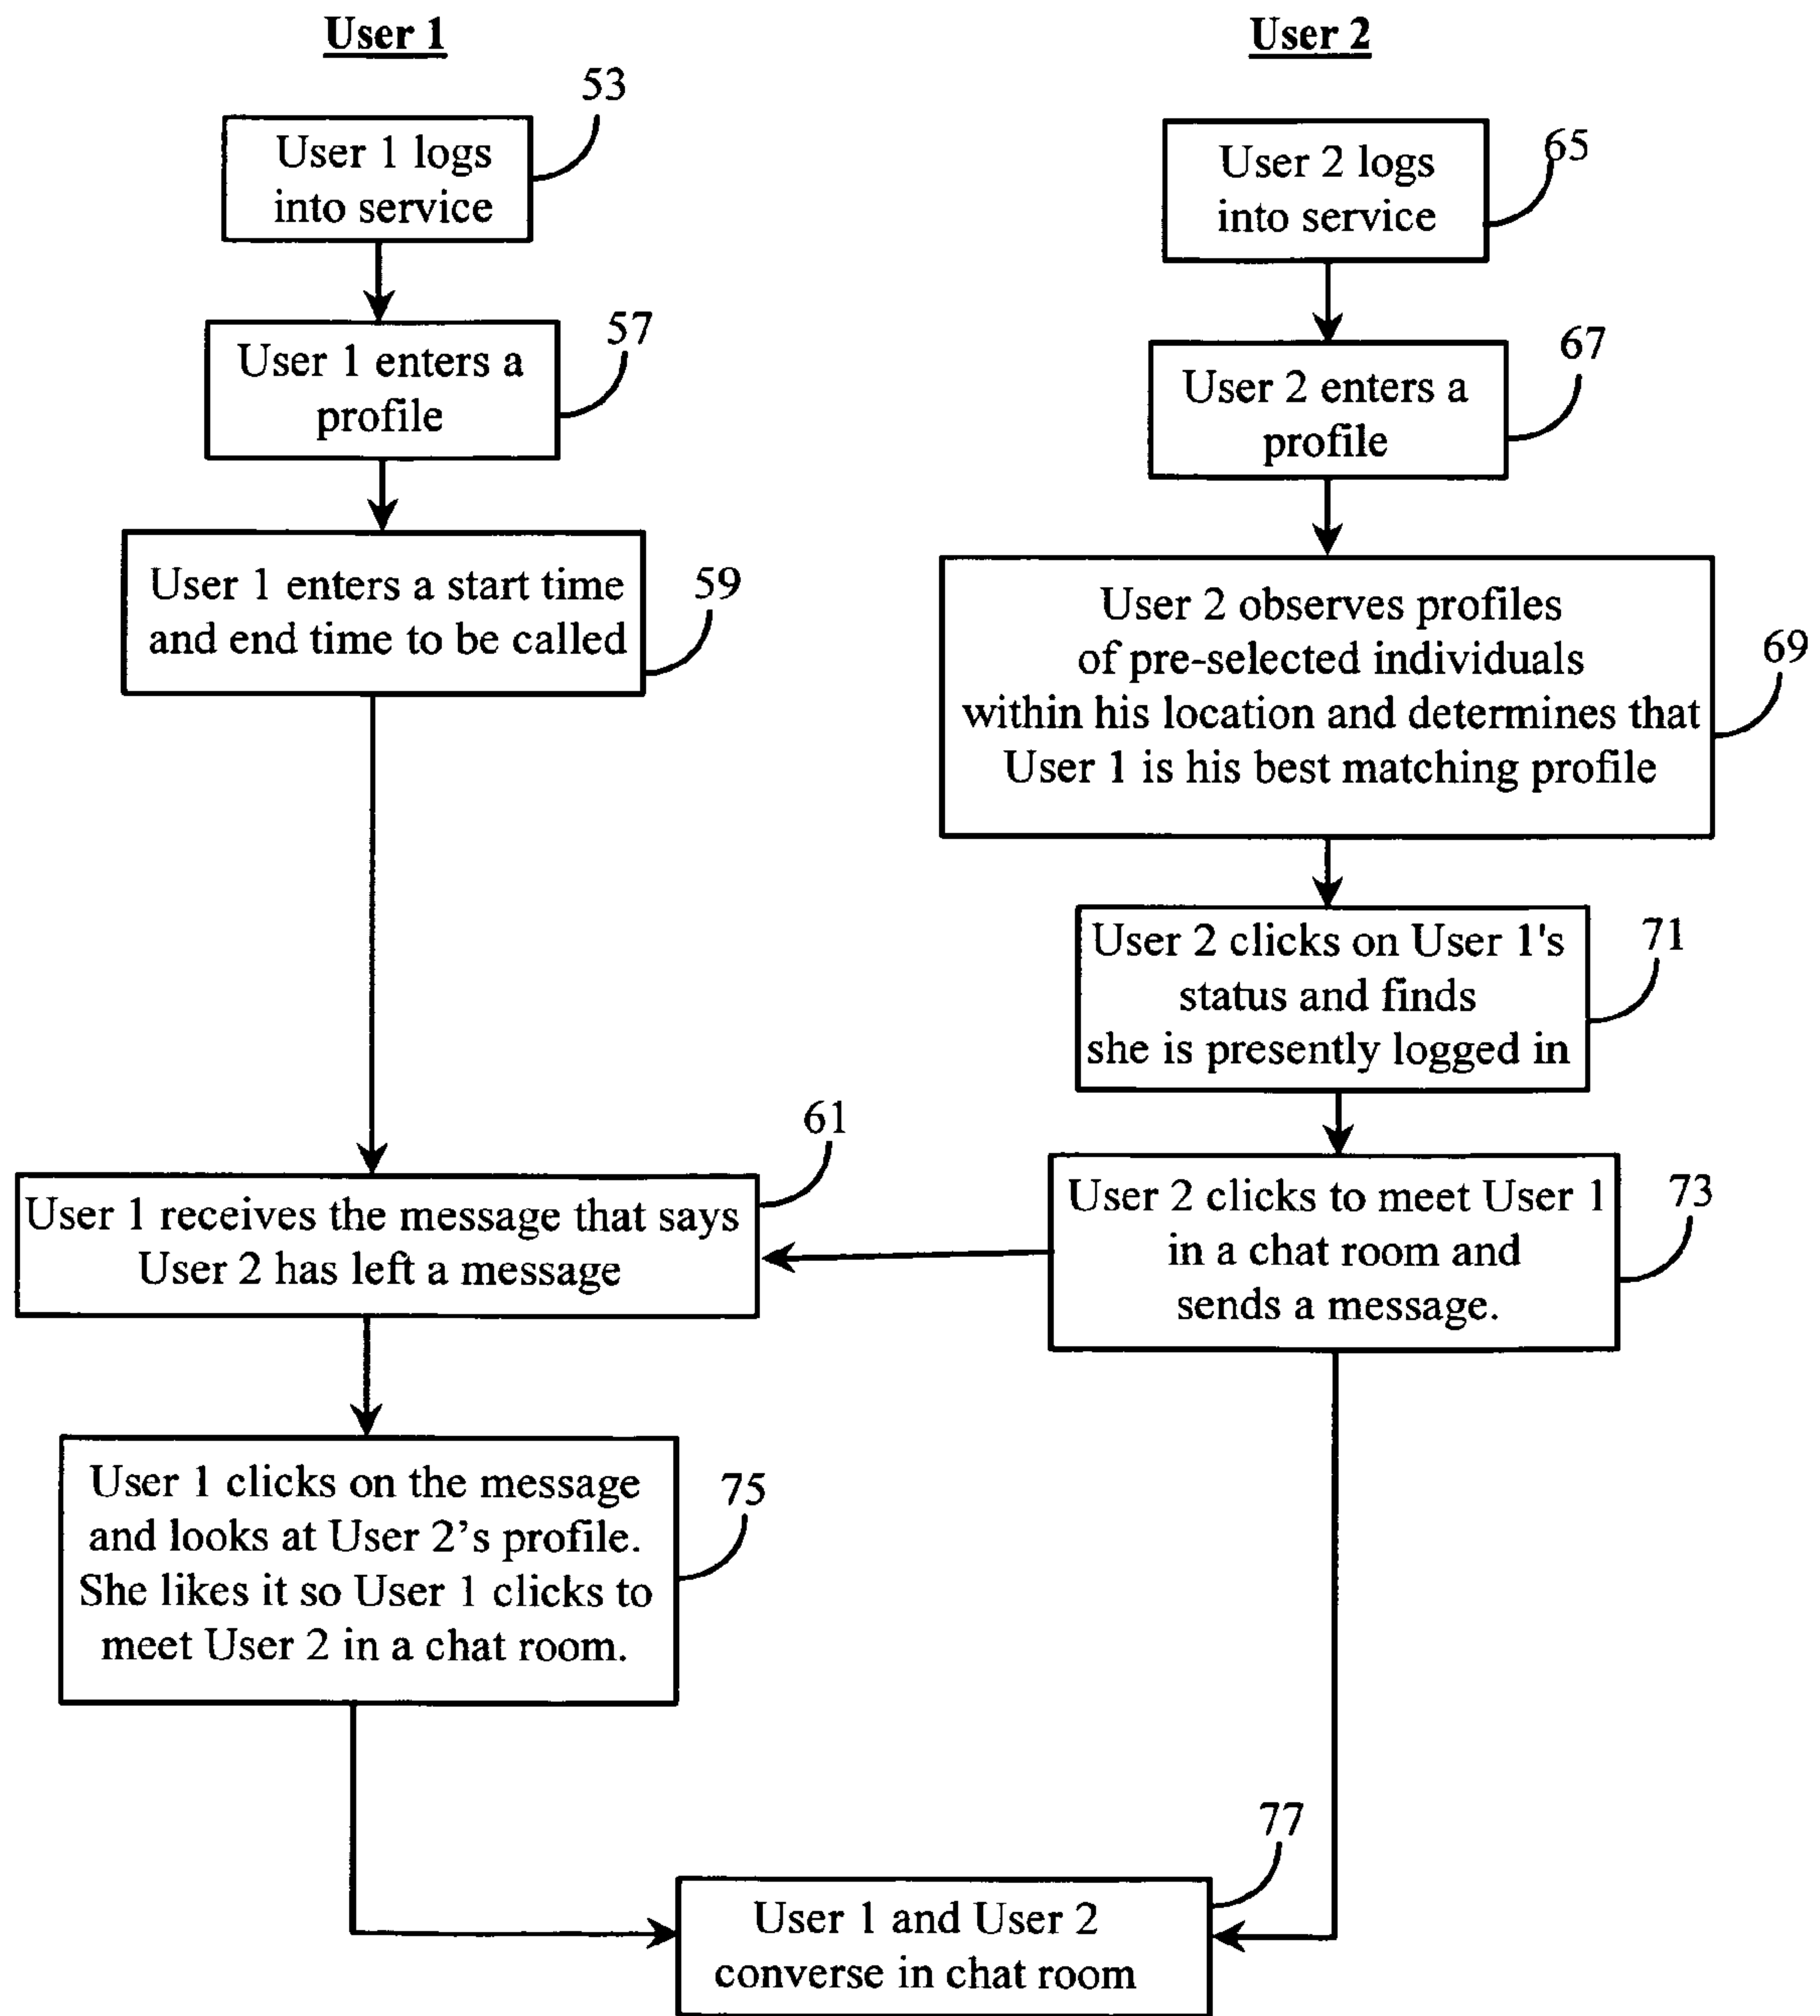 User 1
53
User 1 logs
into service
57
User 1 enters a
profile
59
User 1 enters a start time
and end time to be called
61
User 1 receives the message that says
User 2 has left a message
75
User 1 clicks on the message
and looks at User 2’s profile.
She likes it so User 1 clicks to
meet User 2 in a chat room.
User 2
65
User 2 logs
into service
67
User 2 enters a
profile
69
User 2 observes profiles
of pre-selected individuals
within his location and determines that
User 1 is his best matching profile
71
User 2 clicks on User 1's
status and finds
she is presently logged in
73
User 2 clicks to meet User 1
in a chat room and
sends a message.
77
User 1 and User 2
converse in chat room